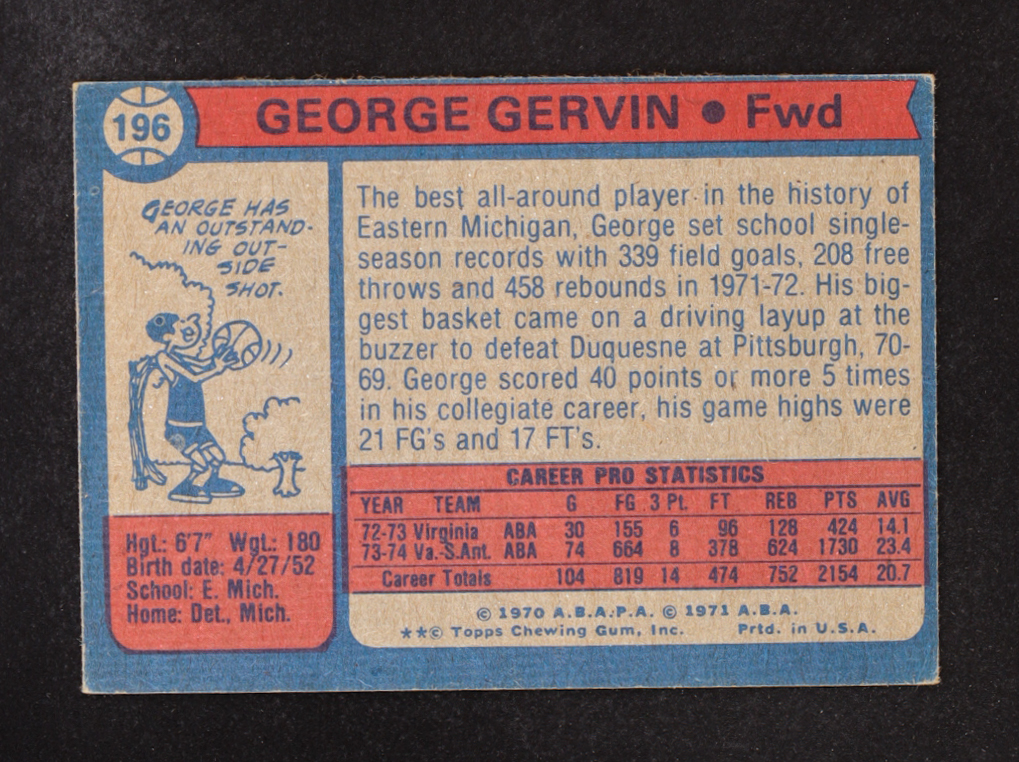 196
GEORGE GERVIN • Fwd
GEORGE HAS
AN OUTSTAND-
ING OUT-
SIDE
SHOT.
Hgt.: 6'7" Wgt.: 180
Birth date: 4/27/52
School: E. Mich.
Home: Det., Mich.
The best all-around player in the history of
Eastern Michigan, George set school single-
season records with 339 field goals, 208 free
throws and 458 rebounds in 1971-72. His big-
gest basket came on a driving layup at the
buzzer to defeat Duquesne at Pittsburgh, 70-
69. George scored 40 points or more 5 times
in his collegiate career, his game highs were
21 FG's and 17 FT's.
CAREER PRO STATISTICS
YEAR TEAM G FG 3 Pt. FT REB PTS AVG
72-73 Virginia ABA 30 155 6 96 128 424 14.1
73-74 Va.-S.Ant. ABA 74 664 8 378 624 1730 23.4
Career Totals 104 819 14 474 752 2154 20.7
© 1970 A.B.A.P.A. © 1971 A.B.A.
**© Topps Chewing Gum, Inc. Prtd. in U.S.A.